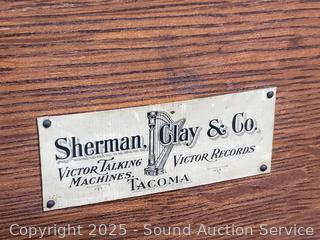 Sherman, Clay & Co.
Victor Talking Machines. Victor Records
Tacoma
Copyright 2025 - Sound Auction Service